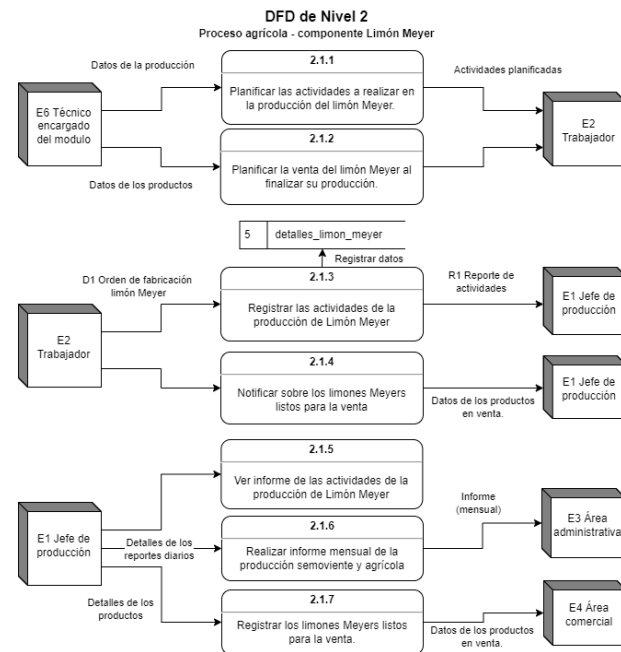 DFD de Nivel 2
Proceso agrícola - componente Limón Meyer
Datos de la producción
2.1.1
Planificar las actividades a realizar en
la producción del limón Meyer.
Actividades planificadas
E6 Técnico
encargado
del modulo
E2
Trabajador
2.1.2
Planificar la venta del limón Meyer al
finalizar su producción.
Datos de los productos
5
detalles_limon_meyer
Registrar datos
D1 Orden de fabricación
limón Meyer
2.1.3
Registrar las actividades de la
producción de Limón Meyer
R1 Reporte de
actividades
E1 Jefe de
producción
E2
Trabajador
2.1.4
Notificar sobre los limones Meyers
listos para la venta
Datos de los productos
en venta.
E1 Jefe de
producción
2.1.5
Ver informe de las actividades de la
producción de Limón Meyer
E1 Jefe de
producción
Detalles de los
reportes diarios
2.1.6
Realizar informe mensual de la
producción semoviente y agrícola
Informe
(mensual)
E3 Área
administrativa
Detalles de los
productos
2.1.7
Registrar los limones Meyers listos
para la venta.
Datos de los productos
en venta.
E4 Área
comercial